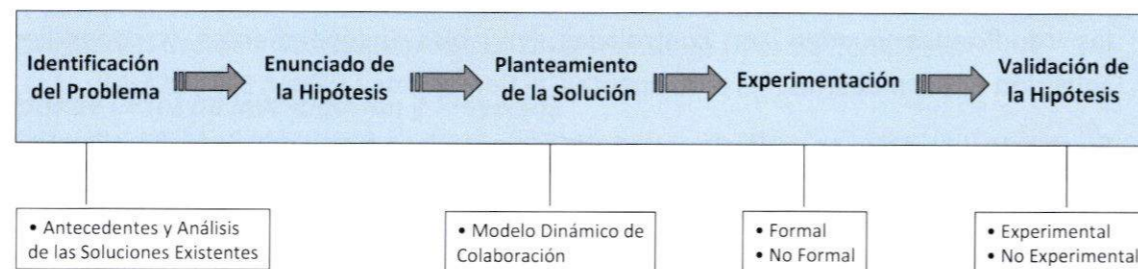 Identificación
del Problema
Enunciado de
la Hipótesis
Planteamiento
de la Solución
Experimentación
Validación de
la Hipótesis
• Antecedentes y Análisis
de las Soluciones Existentes
• Modelo Dinámico de
Colaboración
• Formal
• No Formal
• Experimental
• No Experimental